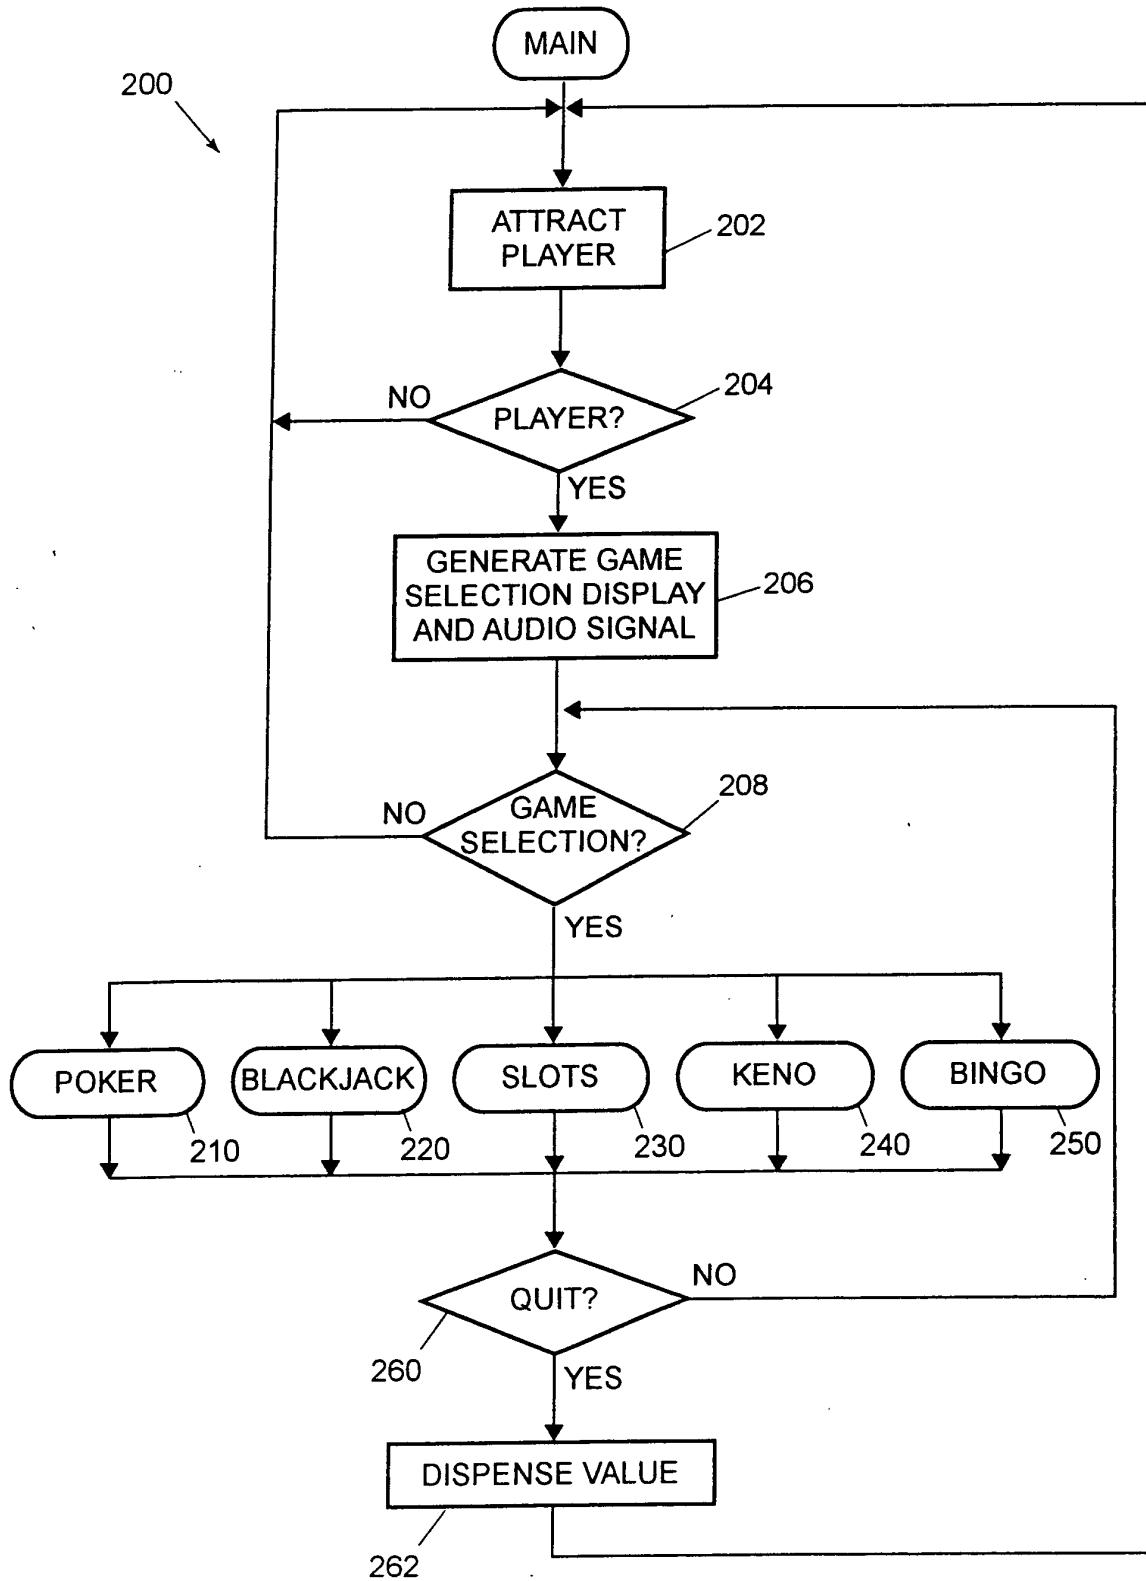 MAIN
200
ATTRACT
PLAYER
202
PLAYER?
204
NO
YES
GENERATE GAME
SELECTION DISPLAY
AND AUDIO SIGNAL
206
GAME
SELECTION?
208
NO
YES
POKER
BLACKJACK
SLOTS
KENO
BINGO
210
220
230
240
250
QUIT?
NO
260
YES
DISPENSE VALUE
262